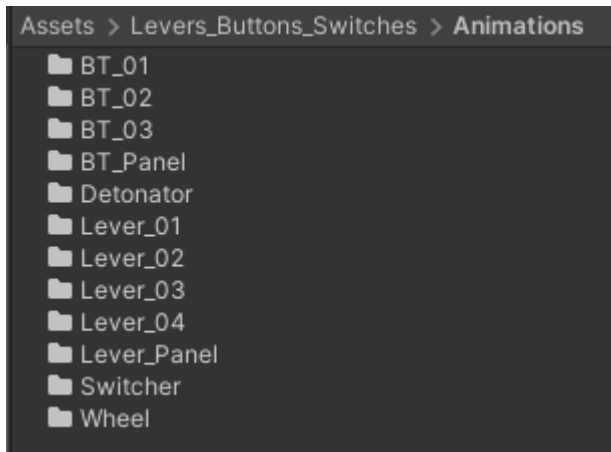 Assets > Levers_Buttons_Switches > Animations
BT_01
BT_02
BT_03
BT_Panel
Detonator
Lever_01
Lever_02
Lever_03
Lever_04
Lever_Panel
Switcher
Wheel